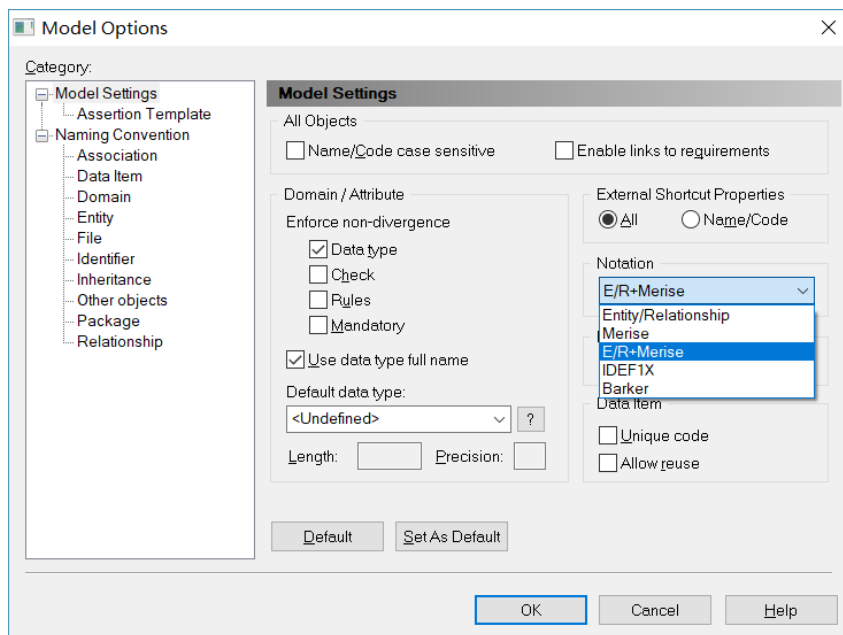 Model Options
Category:
Model Settings
Assertion Template
Naming Convention
Association
Data Item
Domain
Entity
File
Identifier
Inheritance
Other objects
Package
Relationship
Model Settings
All Objects
Name/Code case sensitive
Enable links to requirements
Domain / Attribute
Enforce non-divergence
Data type
Check
Rules
Mandatory
Use data type full name
Default data type:
<Undefined>
?
Length:
Precision:
External Shortcut Properties
All
Name/Code
Notation
E/R+Merise
Entity/Relationship
Merise
E/R+Merise
IDEF1X
Barker
Data Item
Unique code
Allow reuse
Default
Set As Default
OK
Cancel
Help